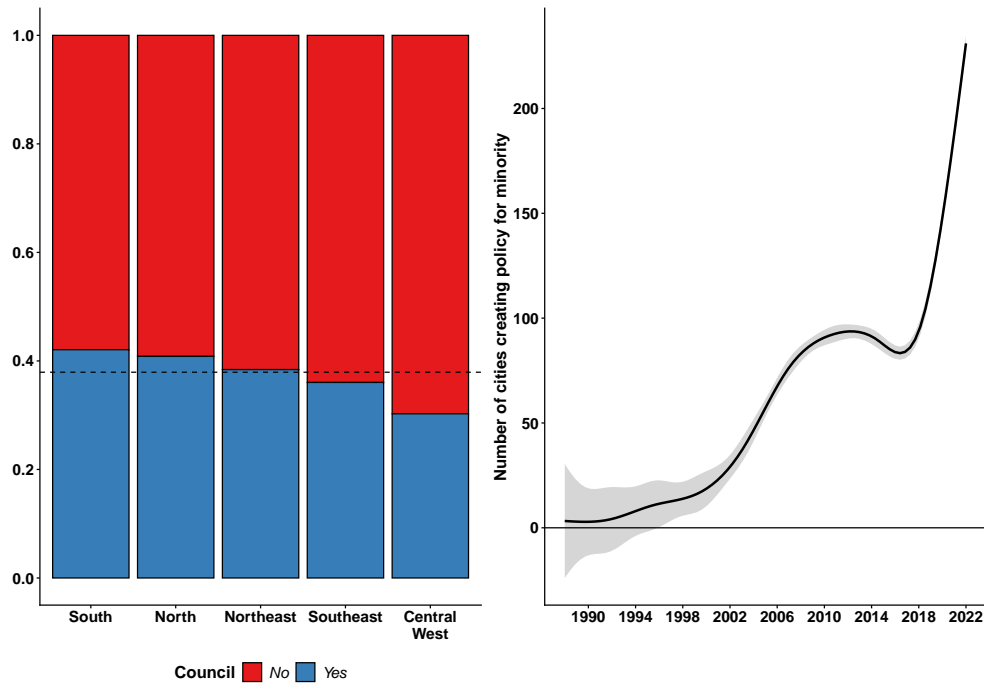 1.0
0.8
0.6
0.4
0.2
0.0
South North Northeast Southeast Central
West
Council No Yes
Number of cities creating policy for minority
200
150
100
50
0
1990 1994 1998 2002 2006 2010 2014 2018 2022